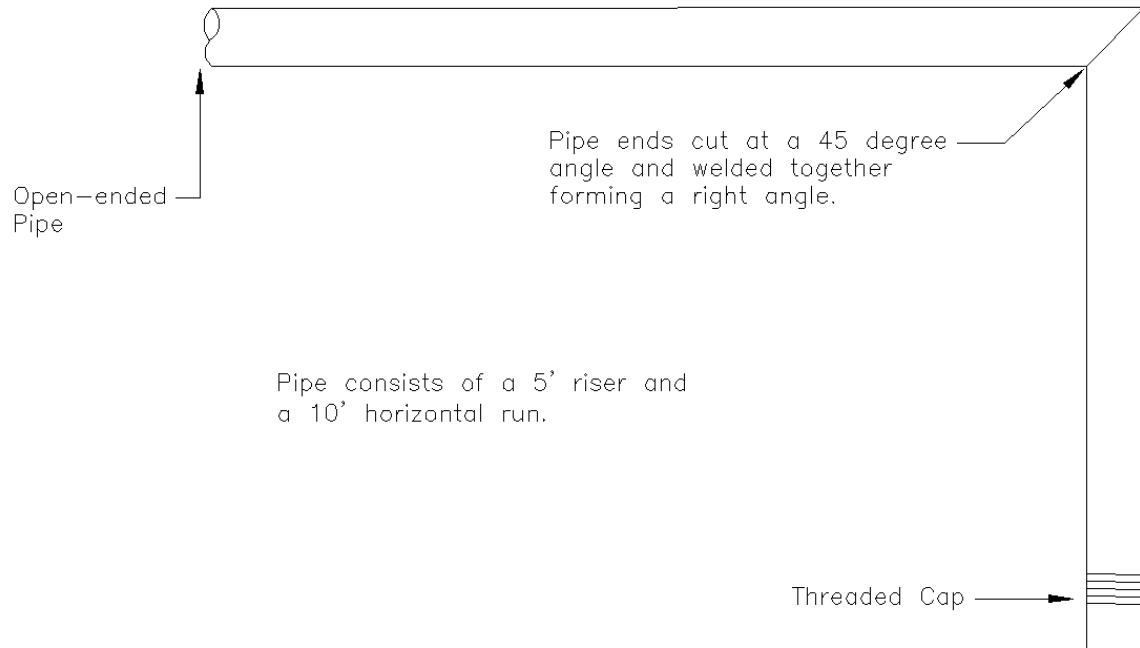 Pipe ends cut at a 45 degree
angle and welded together
forming a right angle.
Open-ended
Pipe
Pipe consists of a 5' riser and
a 10' horizontal run.
Threaded Cap